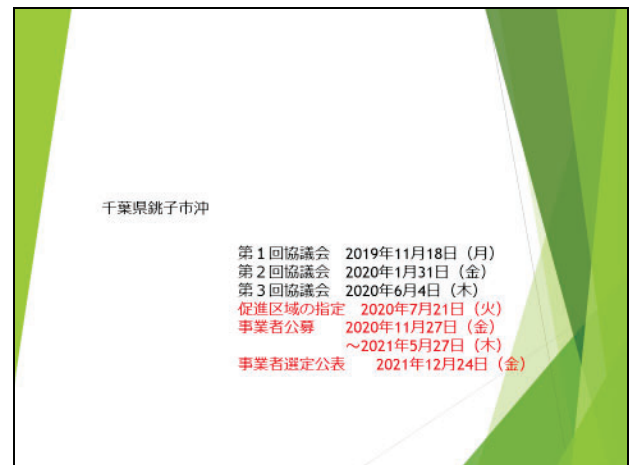 千葉県銚子市沖
第１回協議会　2019年11月18日（月）
第２回協議会　2020年1月31日（金）
第３回協議会　2020年6月4日（木）
促進区域の指定　2020年7月21日（火）
事業者公募　　2020年11月27日（金）
～2021年5月27日（木）
事業者選定公表　　2021年12月24日（金）